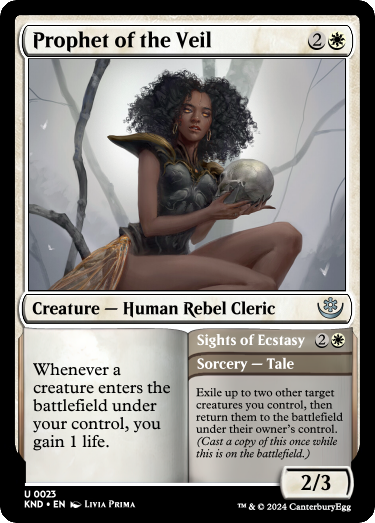 Prophet of the Veil 2
Creature — Human Rebel Cleric
Whenever a
creature enters the
battlefield under
your control, you
gain 1 life.
Sights of Ecstasy 2
Sorcery — Tale
Exile up to two other target
creatures you control, then
return them to the battlefield
under their owner's control.
(Cast a copy of this once while
this is on the battlefield.)
2/3
U 0023
KND • EN LIVIA PRIMA
™ & © 2024 CanterburyEgg